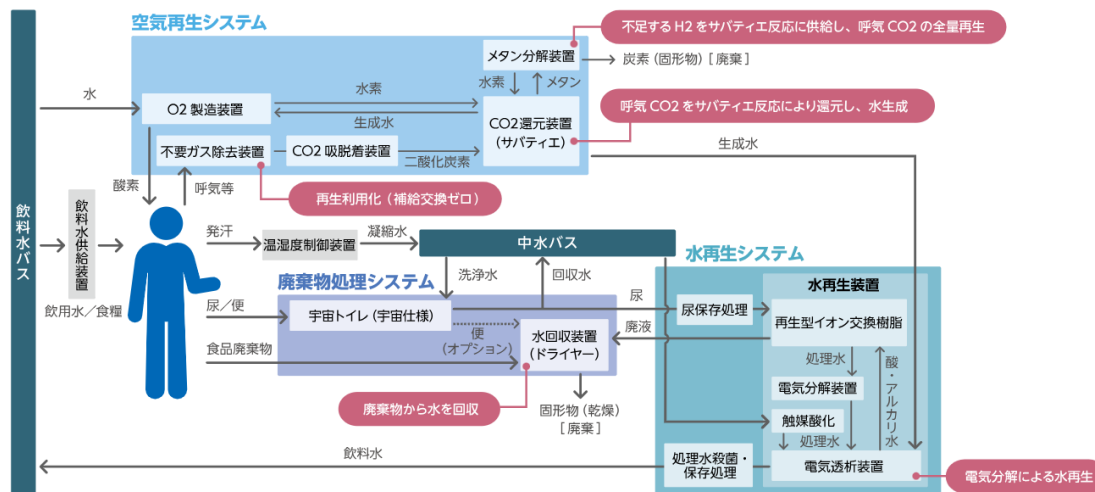 空気再生システム
不足する H2 をサバティエ反応に供給し、呼気 CO2 の全量再生
メタン分解装置
炭素（固形物）[ 廃棄 ]
水素
メタン
水
O2 製造装置
水素
生成水
CO2還元装置
（サバティエ）
呼気 CO2 をサバティエ反応により還元し、水生成
不要ガス除去装置
CO2 吸脱着装置
二酸化炭素
生成水
酸素
呼気等
再生利用化（補給交換ゼロ）
飲料水バス
飲料水供給装置
飲用水／食糧
発汗
温湿度制御装置
凝縮水
中水バス
水再生システム
廃棄物処理システム
洗浄水
回収水
水再生装置
尿／便
宇宙トイレ（宇宙仕様）
尿
尿保存処理
再生型イオン交換樹脂
便
（オプション）
水回収装置
（ドライヤー）
廃液
食品廃棄物
処理水
酸・アルカリ水
電気分解装置
廃棄物から水を回収
固形物（乾燥）
[ 廃棄 ]
触媒酸化
処理水
飲料水
処理水殺菌・
保存処理
電気透析装置
電気分解による水再生